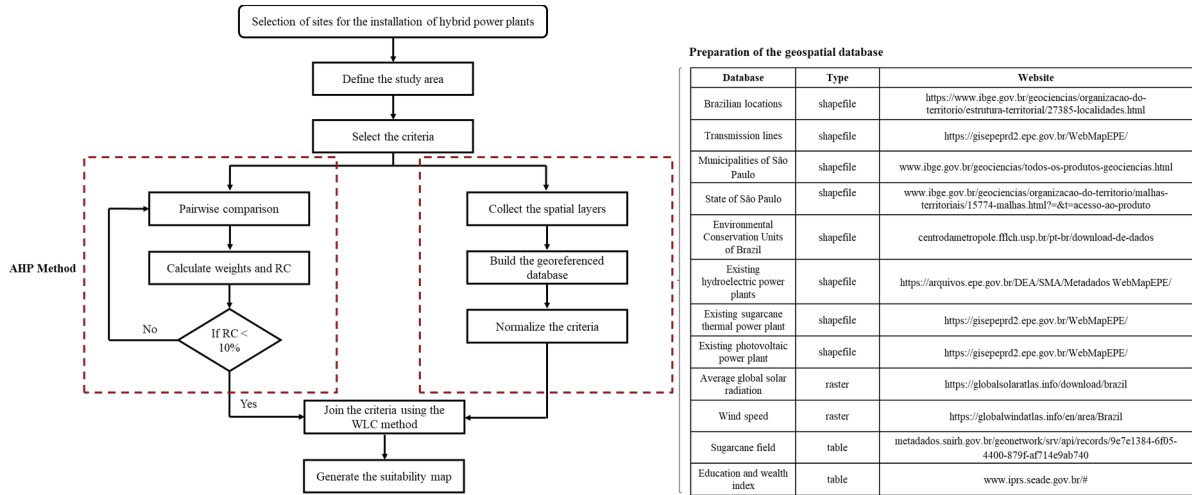 Selection of sites for the installation of hybrid power plants
Define the study area
Select the criteria
AHP Method
Pairwise comparison
Calculate weights and RC
If RC <
10%
No
Yes
Collect the spatial layers
Build the georeferenced
database
Normalize the criteria
Join the criteria using the
WLC method
Generate the suitability map
Preparation of the geospatial database
Database Type Website
Brazilian locations shapefile https://www.ibge.gov.br/geociencias/organizacao-do-
territorio/estrutura-territorial/27385-localidades.html
Transmission lines shapefile https://gisepeprd2.epe.gov.br/WebMapEPE/
Municipalities of São
Paulo shapefile www.ibge.gov.br/geociencias/todos-os-produtos-geociencias.html
State of São Paulo shapefile www.ibge.gov.br/geociencias/organizacao-do-territorio/malhas-
territoriais/15774-malhas.html?=&t=acesso-ao-produto
Environmental
Conservation Units
of Brazil shapefile centrodametropole.fflch.usp.br/pt-br/download-de-dados
Existing
hydroelectric power
plants shapefile https://arquivos.epe.gov.br/DEA/SMA/Metadados WebMapEPE/
Existing sugarcane
thermal power plant shapefile https://gisepeprd2.epe.gov.br/WebMapEPE/
Existing photovoltaic
power plant shapefile https://gisepeprd2.epe.gov.br/WebMapEPE/
Average global solar
radiation raster https://globalsolaratlas.info/download/brazil
Wind speed raster https://globalwindatlas.info/en/area/Brazil
Sugarcane field table metadados.snirh.gov.br/geonetwork/srv/api/records/9e7e1384-6f05-
4400-879f-af714e9ab740
Education and wealth
index table www.iprs.seade.gov.br/#